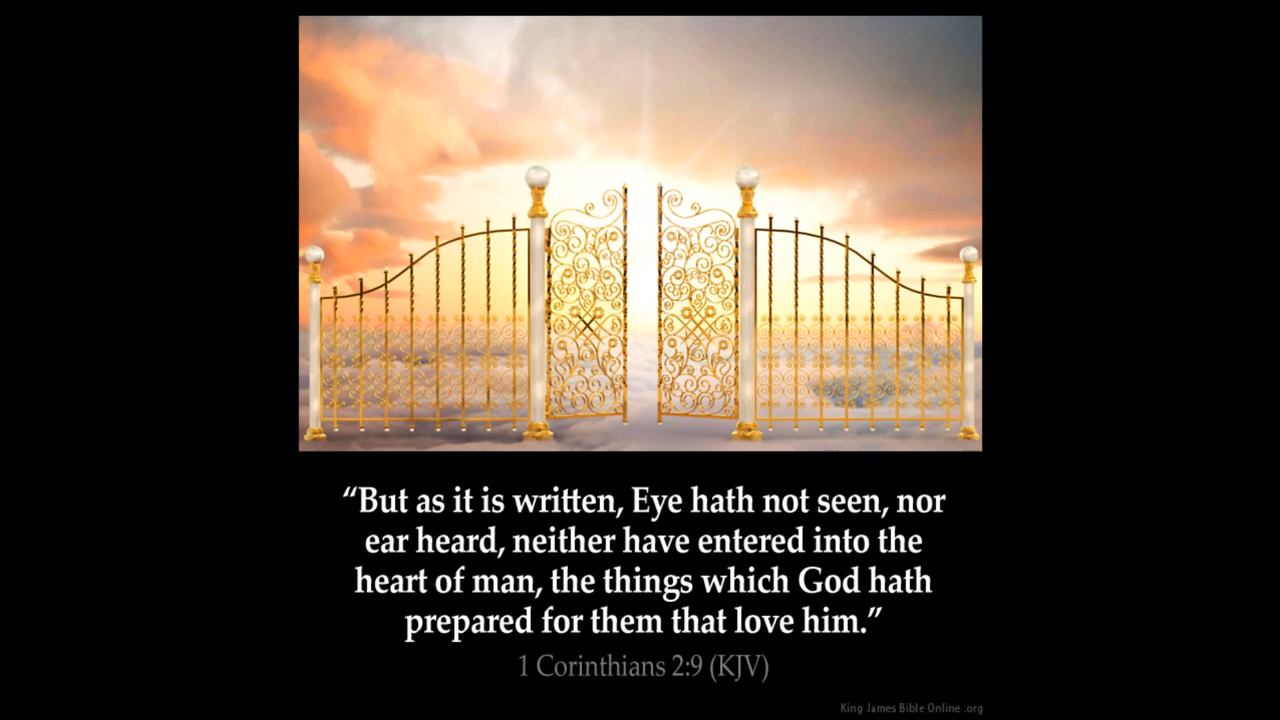 “But as it is written, Eye hath not seen, nor
ear heard, neither have entered into the
heart of man, the things which God hath
prepared for them that love him.”
1 Corinthians 2:9 (KJV)
King James Bible Online .org